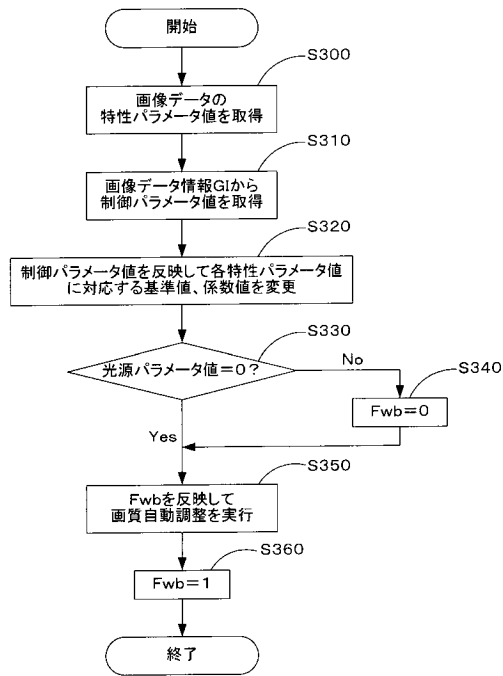 開始
S300
画像データの
特性パラメータ値を取得
S310
画像データ情報GIから
制御パラメータ値を取得
S320
制御パラメータ値を反映して各特性パラメータ値
に対応する基準値、係数値を変更
S330
光源パラメータ値=0?
No
S340
Fwb=0
Yes
S350
Fwbを反映して
画質自動調整を実行
S360
Fwb=1
終了